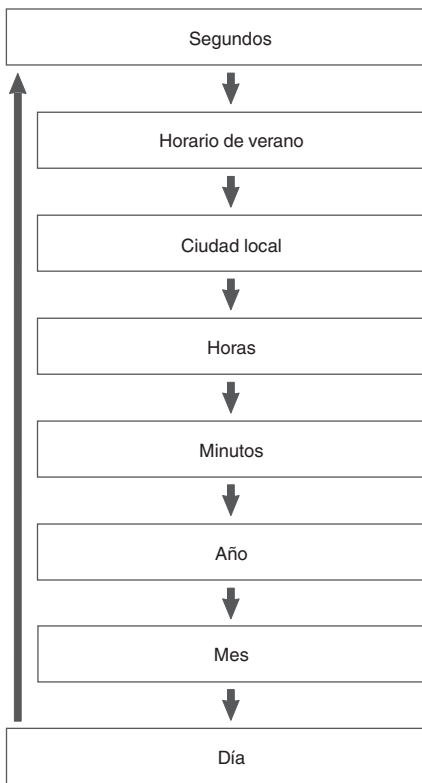 Segundos
Horario de verano
Ciudad local
Horas
Minutos
Año
Mes
Día